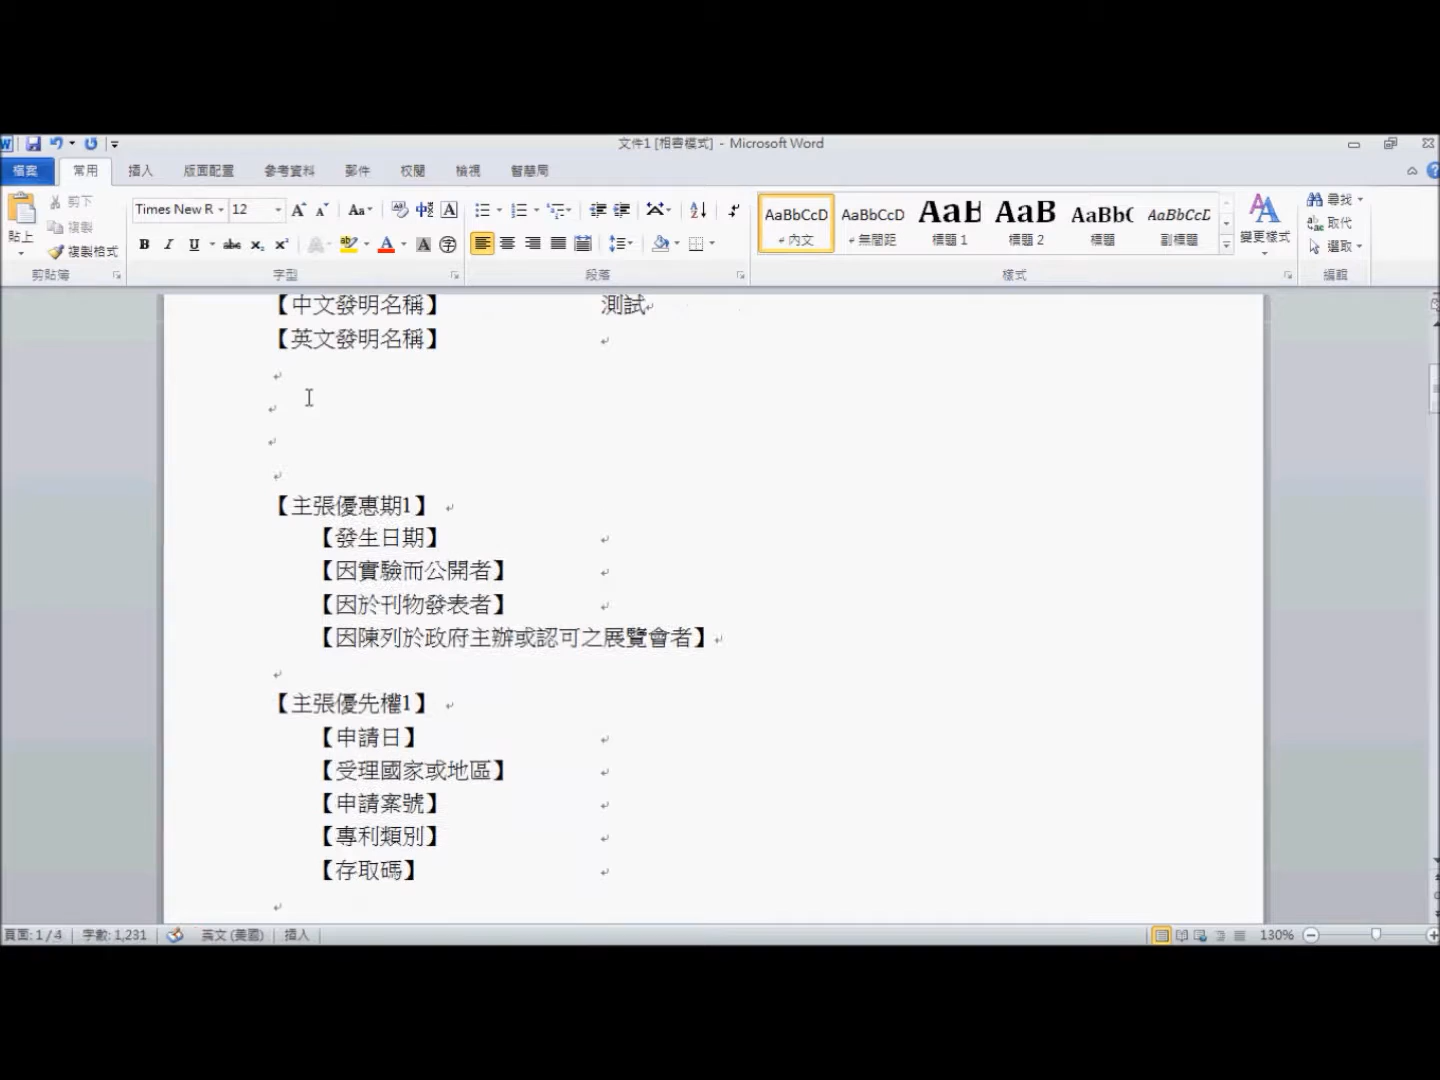 文件1 [相容模式] - Microsoft Word
檔案 常用 插入 版面配置 參考資料 郵件 校閱 檢視 智慧局
貼上 剪下 複製 複製格式
Times New R 12
AaBbCcD AaBbCcD AaB AaB AaBbC AaBbCcD
內文 無間距 標題 1 標題 2 標題 副標題
變更樣式
尋找 取代 選取
剪貼簿 字型 段落 樣式 編輯
【中文發明名稱】 測試
【英文發明名稱】
【主張優惠期1】
【發生日期】
【因實驗而公開者】
【因於刊物發表者】
【因陳列於政府主辦或認可之展覽會者】
【主張優先權1】
【申請日】
【受理國家或地區】
【申請案號】
【專利類別】
【存取碼】
頁面: 1 / 4 字數: 1,231 英文 (美國) 插入 130%